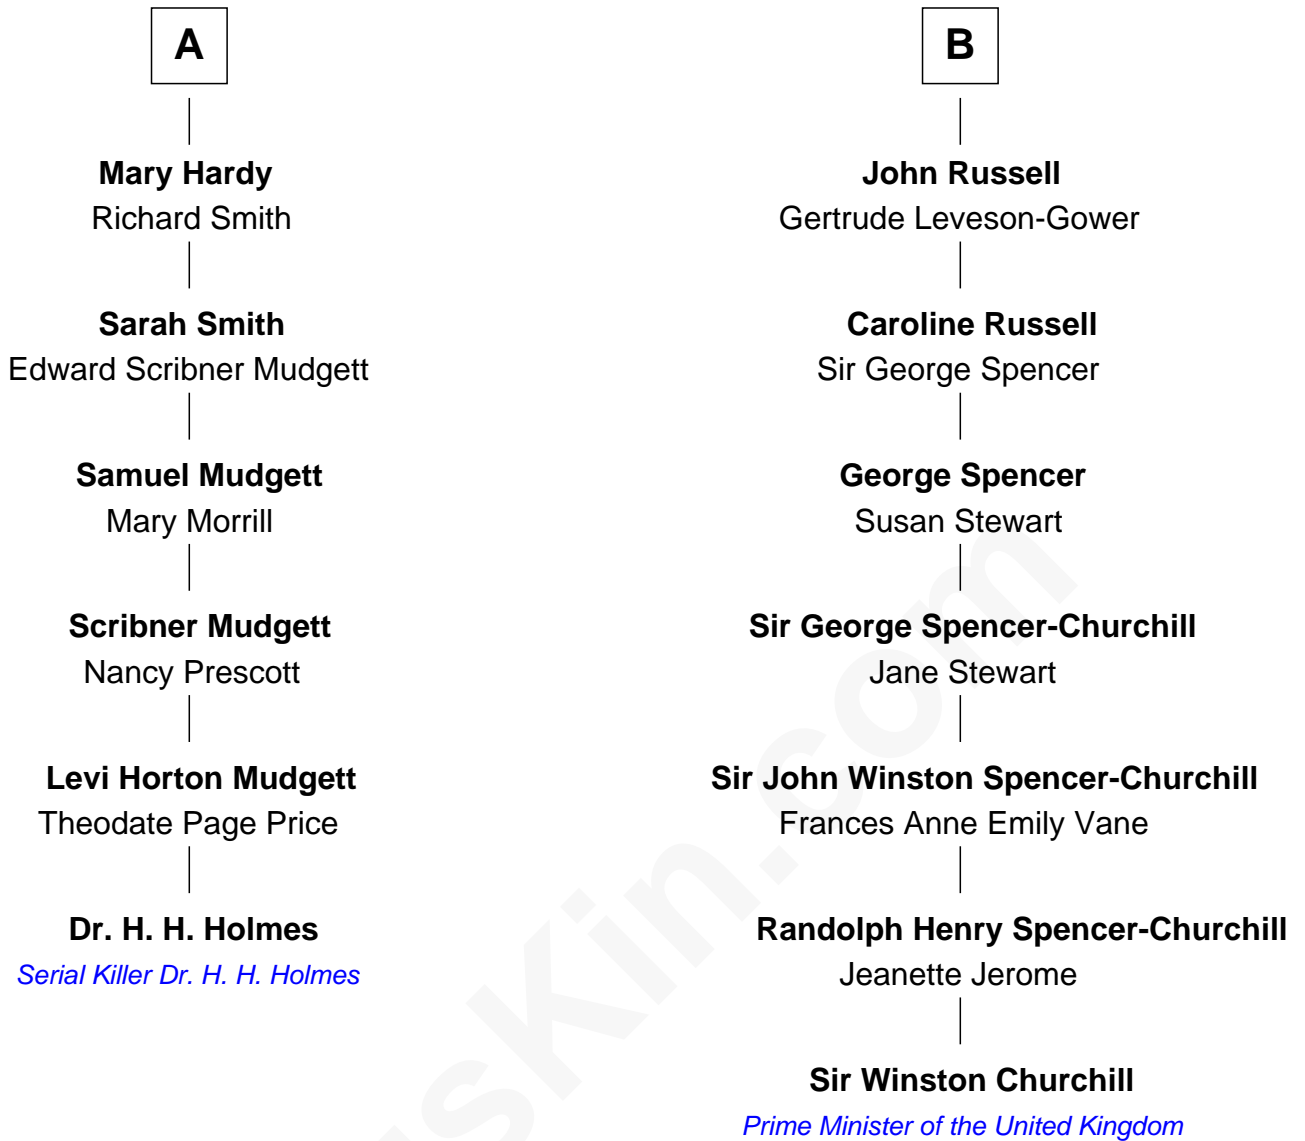 A
Mary Hardy
Richard Smith
Sarah Smith
Edward Scribner Mudgett
Samuel Mudgett
Mary Morrill
Scribner Mudgett
Nancy Prescott
Levi Horton Mudgett
Theodate Page Price
Dr. H. H. Holmes
Serial Killer Dr. H. H. Holmes
B
John Russell
Gertrude Leveson-Gower
Caroline Russell
Sir George Spencer
George Spencer
Susan Stewart
Sir George Spencer-Churchill
Jane Stewart
Sir John Winston Spencer-Churchill
Frances Anne Emily Vane
Randolph Henry Spencer-Churchill
Jeanette Jerome
Sir Winston Churchill
Prime Minister of the United Kingdom
usKin.com